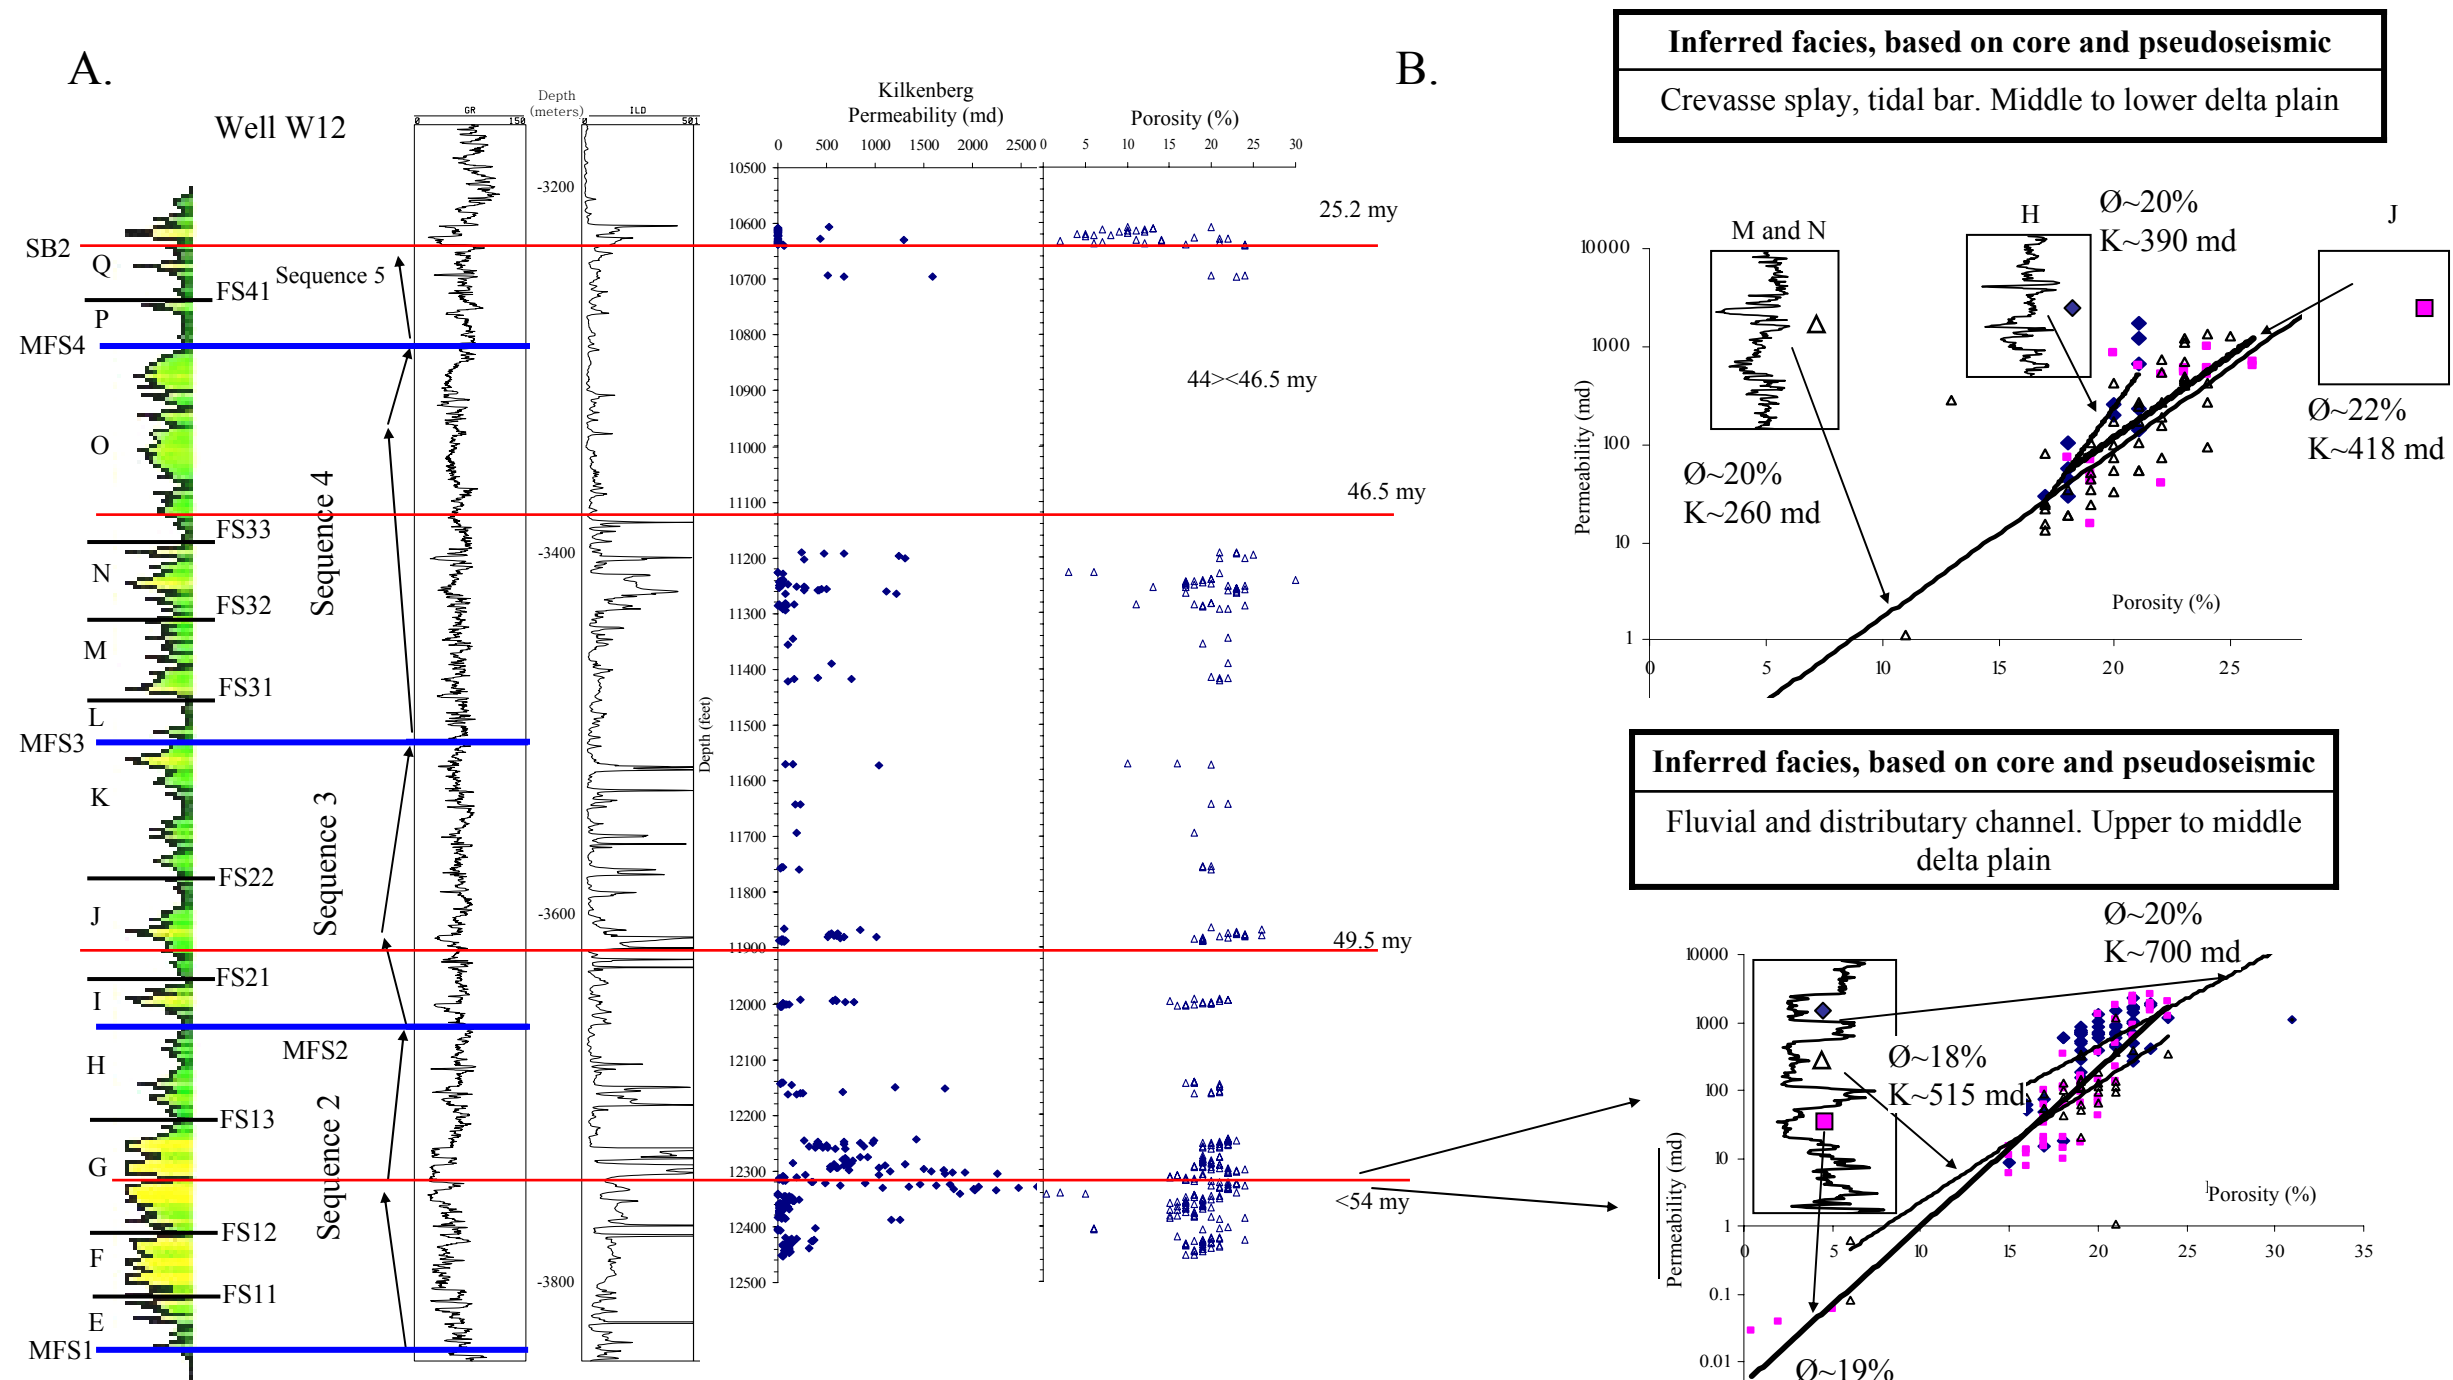 A.
Well W12
GR
0 150
Depth
(meters)
ILD
0 501
Kilkenberg
Permeability (md)
0 500 1000 1500 2000 2500
Porosity (%)
0 5 10 15 20 25 30
-3200
-3400
-3600
-3800
Depth (feet)
10500
10600
10700
10800
10900
11000
11100
11200
11300
11400
11500
11600
11700
11800
11900
12000
12100
12200
12300
12400
12500
SB2
Q
FS41
Sequence 5
P
MFS4
O
FS33
N
FS32
M
FS31
L
MFS3
Sequence 4
K
FS22
J
Sequence 3
FS21
I
MFS2
H
FS13
G
Sequence 2
FS12
F
FS11
E
MFS1
25.2 my
44><46.5 my
46.5 my
49.5 my
<54 my
B.
Inferred facies, based on core and pseudoseismic
Crevasse splay, tidal bar. Middle to lower delta plain
M and N
H
Ø~20%
K~390 md
J
Ø~22%
K~418 md
Ø~20%
K~260 md
Permeability (md)
10000
1000
100
10
1
Porosity (%)
0 5 10 15 20 25
Inferred facies, based on core and pseudoseismic
Fluvial and distributary channel. Upper to middle
delta plain
Ø~20%
K~700 md
Ø~18%
K~515 md
Permeability (md)
10000
1000
100
10
1
0.1
0.01
Porosity (%)
0 5 10 15 20 25 30 35
Ø~19%